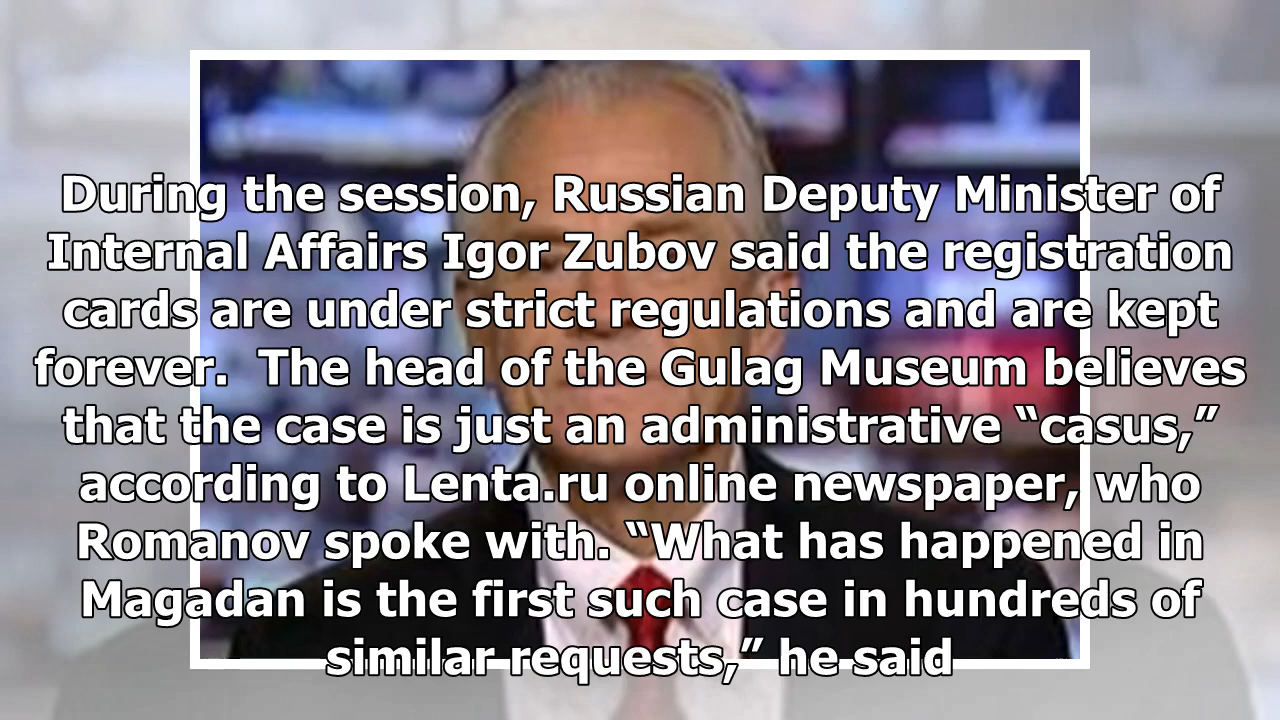 During the session, Russian Deputy Minister of
Internal Affairs Igor Zubov said the registration
cards are under strict regulations and are kept
forever.  The head of the Gulag Museum believes
that the case is just an administrative “casus,”
according to Lenta.ru online newspaper, who
Romanov spoke with. “What has happened in
Magadan is the first such case in hundreds of
similar requests,” he said